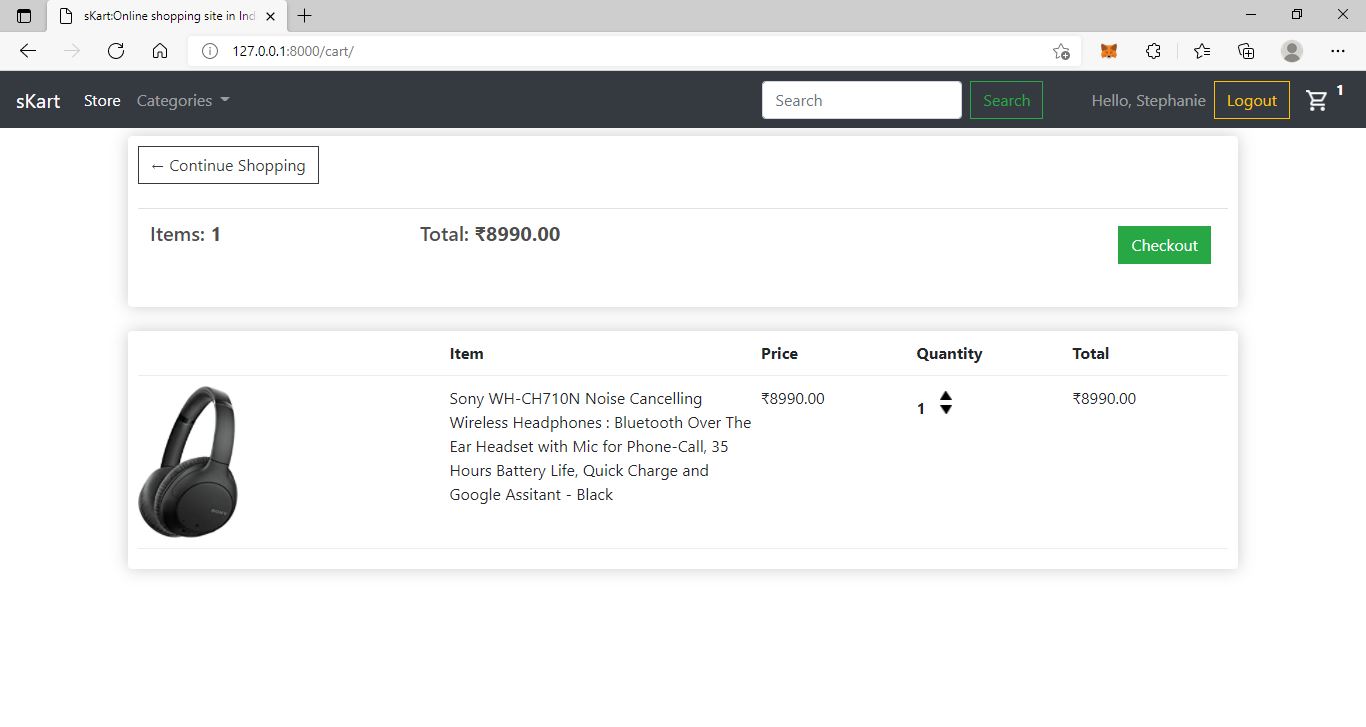 sKart:Online shopping site in Ind
127.0.0.1:8000/cart/
sKart Store Categories Search Search Hello, Stephanie Logout 1
← Continue Shopping
Items: 1 Total: ₹8990.00 Checkout
Item Price Quantity Total
Sony WH-CH710N Noise Cancelling ₹8990.00 1 ₹8990.00
Wireless Headphones : Bluetooth Over The
Ear Headset with Mic for Phone-Call, 35
Hours Battery Life, Quick Charge and
Google Assitant - Black
SONY